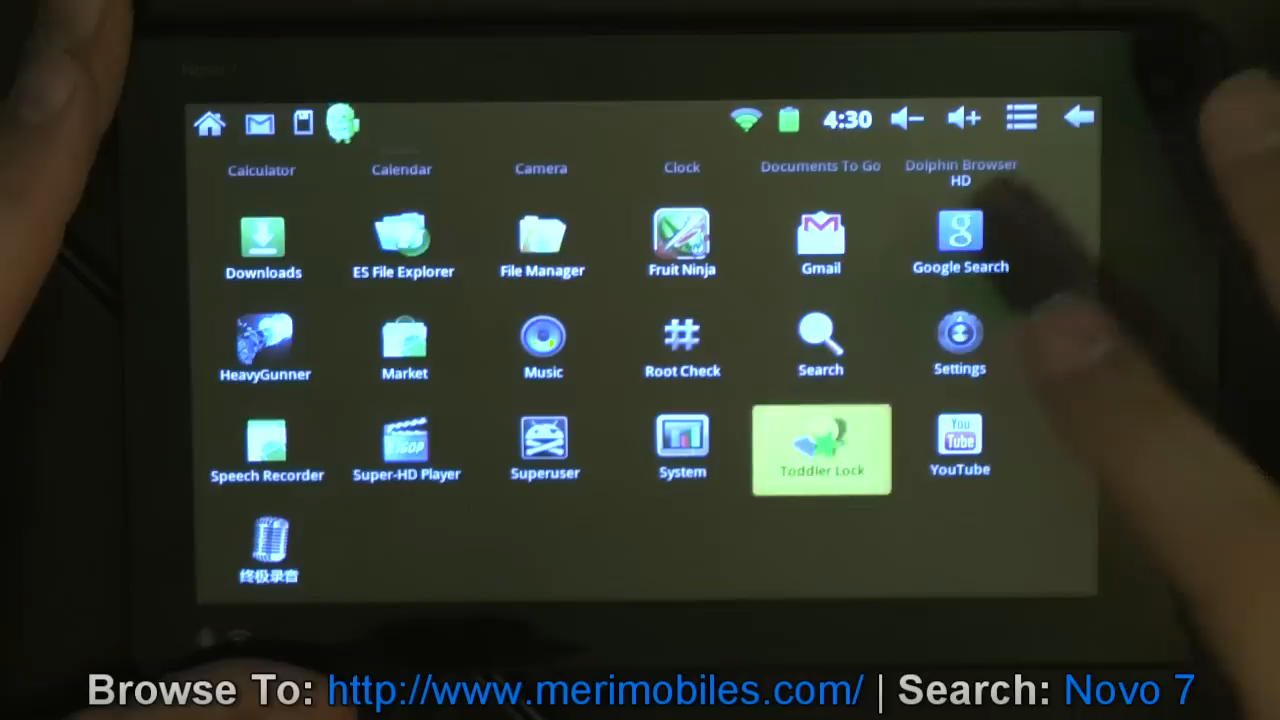 4:30
Calculator Calendar Camera Clock Documents To Go Dolphin Browser
HD
Downloads ES File Explorer File Manager Fruit Ninja Gmail Google Search
HeavyGunner Market Music Root Check Search Settings
You
Tube
Speech Recorder Super-HD Player Superuser System Toddler Lock YouTube
终极录音
Browse To: http://www.merimobiles.com/ | Search: Novo 7